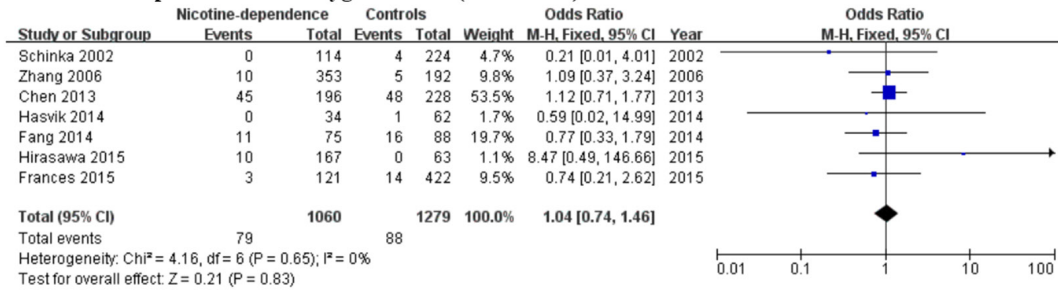 Nicotine-dependence Controls Odds Ratio Odds Ratio
Study or Subgroup Events Total Events Total Weight M-H, Fixed, 95% CI Year M-H, Fixed, 95% CI
Schinka 2002 0 114 4 224 4.7% 0.21 [0.01, 4.01] 2002
Zhang 2006 10 353 5 192 9.8% 1.09 [0.37, 3.24] 2006
Chen 2013 45 196 48 228 53.5% 1.12 [0.71, 1.77] 2013
Hasvik 2014 0 34 1 62 1.7% 0.59 [0.02, 14.99] 2014
Fang 2014 11 75 16 88 19.7% 0.77 [0.33, 1.79] 2014
Hirasawa 2015 10 167 0 63 1.1% 8.47 [0.49, 146.66] 2015
Frances 2015 3 121 14 422 9.5% 0.74 [0.21, 2.62] 2015
Total (95% CI) 1060 1279 100.0% 1.04 [0.74, 1.46]
Total events 79 88
Heterogeneity: Chi² = 4.16, df = 6 (P = 0.65); I² = 0%
Test for overall effect: Z = 0.21 (P = 0.83)
0.01 0.1 1 10 100